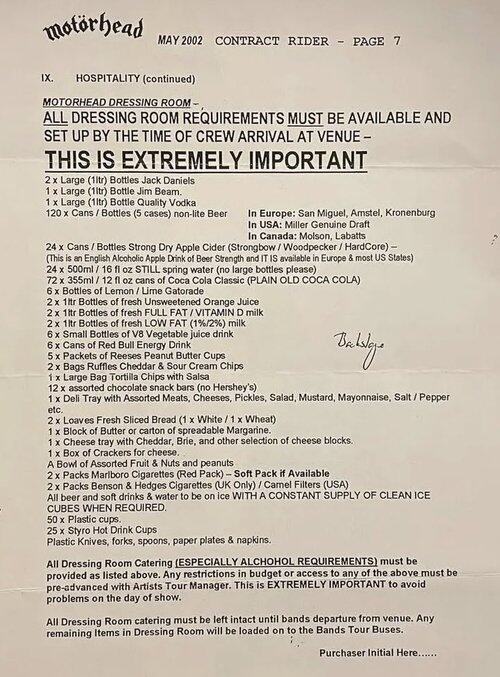 motörhead MAY 2002 CONTRACT RIDER – PAGE 7
IX. HOSPITALITY (continued)
MOTORHEAD DRESSING ROOM –
ALL DRESSING ROOM REQUIREMENTS MUST BE AVAILABLE AND
SET UP BY THE TIME OF CREW ARRIVAL AT VENUE –
THIS IS EXTREMELY IMPORTANT
2 x Large (1ltr) Bottles Jack Daniels
1 x Large (1ltr) Bottle Jim Beam.
1 x Large (1ltr) Bottle Quality Vodka
120 x Cans / Bottles (5 cases) non-lite Beer In Europe: San Miguel, Amstel, Kronenburg
In USA: Miller Genuine Draft
In Canada: Molson, Labatts
24 x Cans / Bottles Strong Dry Apple Cider (Strongbow / Woodpecker / HardCore) –
(This is an English Alcoholic Apple Drink of Beer Strength and IT IS available in Europe & most US States)
24 x 500ml / 16 fl oz STILL spring water (no large bottles please)
72 x 355ml / 12 fl oz cans of Coca Cola Classic (PLAIN OLD COCA COLA)
6 x Bottles of Lemon / Lime Gatorade
2 x 1ltr Bottles of fresh Unsweetened Orange Juice
2 x 1ltr Bottles of fresh FULL FAT / VITAMIN D milk
2 x 1ltr Bottles of fresh LOW FAT (1%/2%) milk
6 x Small Bottles of V8 Vegetable juice drink
6 x Cans of Red Bull Energy Drink
5 x Packets of Reeses Peanut Butter Cups
2 x Bags Ruffles Cheddar & Sour Cream Chips
1 x Large Bag Tortilla Chips with Salsa
12 x assorted chocolate snack bars (no Hershey's)
1 x Deli Tray with Assorted Meats, Cheeses, Pickles, Salad, Mustard, Mayonnaise, Salt / Pepper
etc.
2 x Loaves Fresh Sliced Bread (1 x White / 1 x Wheat)
1 x Block of Butter or carton of spreadable Margarine.
1 x Cheese tray with Cheddar, Brie, and other selection of cheese blocks.
1 x Box of Crackers for cheese.
A Bowl of Assorted Fruit & Nuts and peanuts
2 x Packs Marlboro Cigarettes (Red Pack) – Soft Pack if Available
2 x Packs Benson & Hedges Cigarettes (UK Only) / Camel Filters (USA)
All beer and soft drinks & water to be on ice WITH A CONSTANT SUPPLY OF CLEAN ICE
CUBES WHEN REQUIRED.
50 x Plastic cups.
25 x Styro Hot Drink Cups
Plastic Knives, forks, spoons, paper plates & napkins.
All Dressing Room Catering (ESPECIALLY ALCHOHOL REQUIREMENTS) must be
provided as listed above. Any restrictions in budget or access to any of the above must be
pre-advanced with Artists Tour Manager. This is EXTREMELY IMPORTANT to avoid
problems on the day of show.
All Dressing Room catering must be left intact until bands departure from venue. Any
remaining Items in Dressing Room will be loaded on to the Bands Tour Buses.
Purchaser Initial Here......